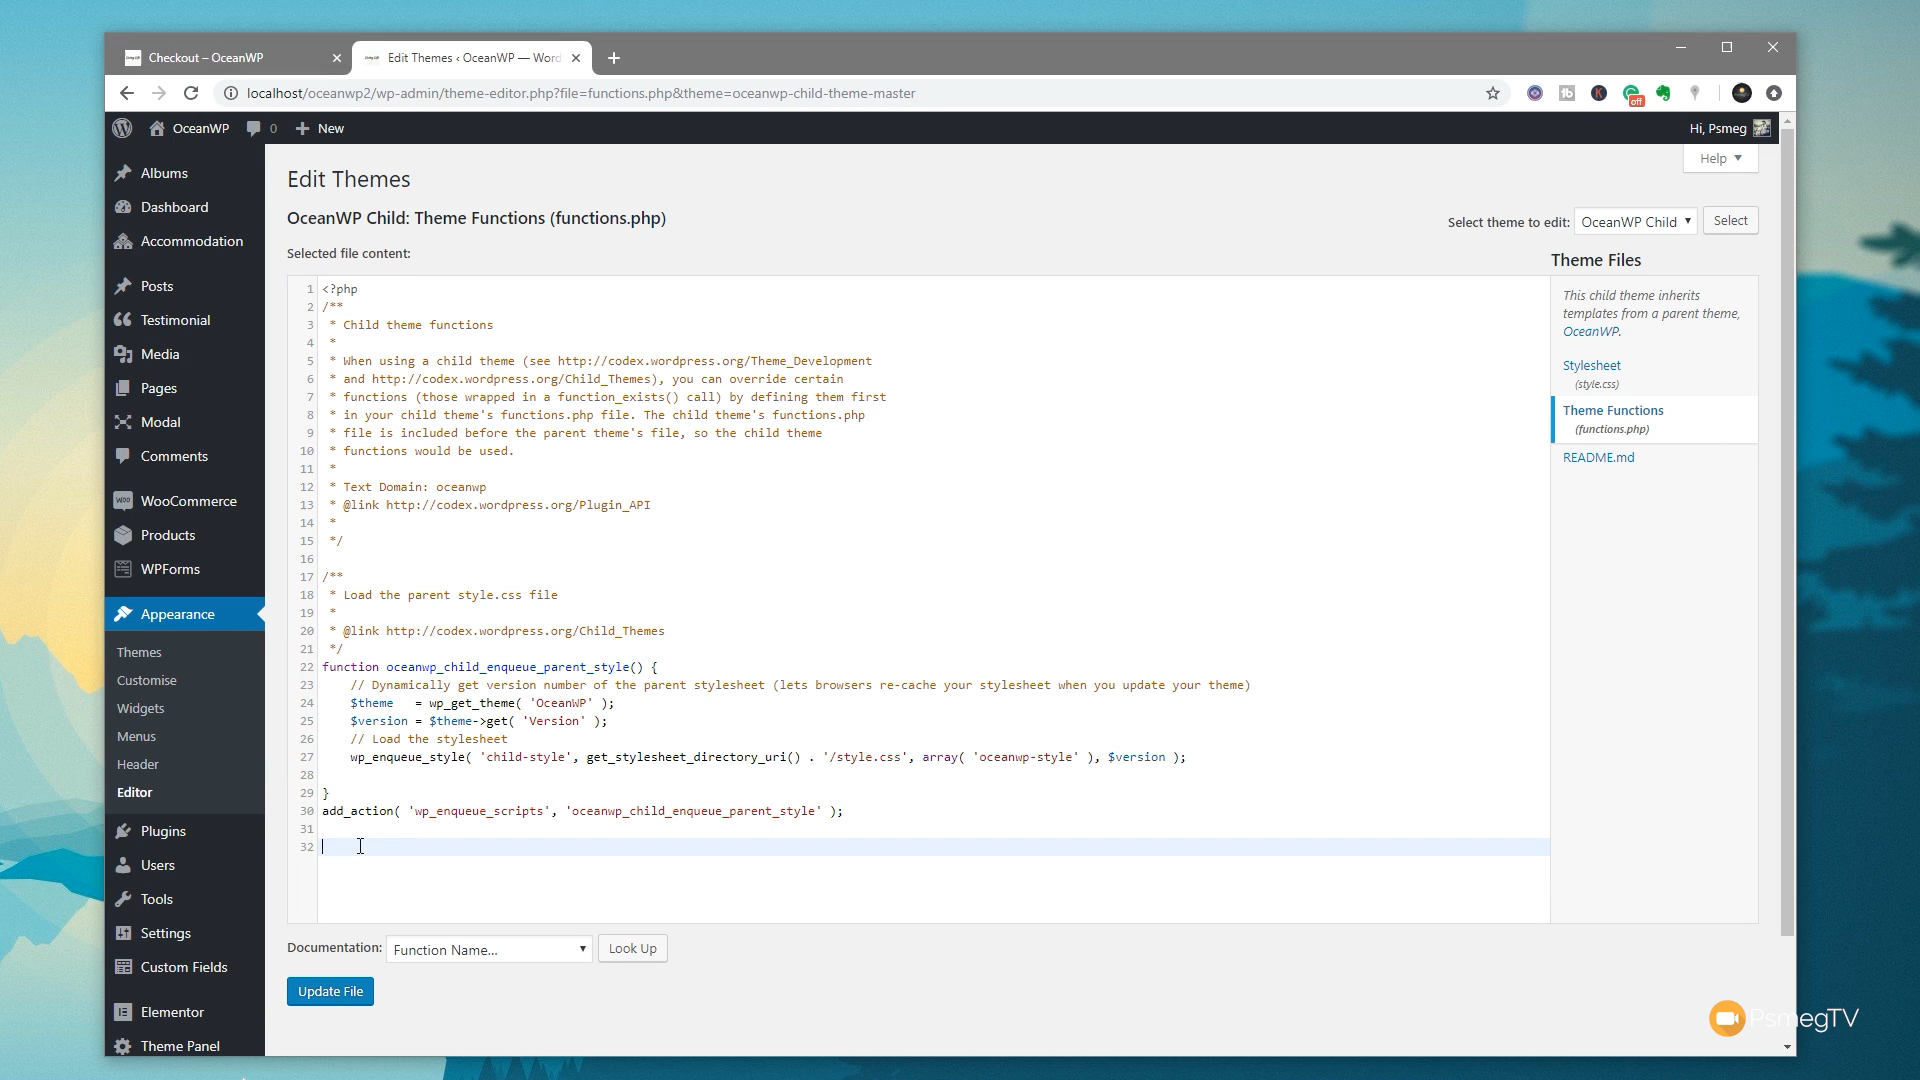 Checkout – OceanWP
Edit Themes ‹ OceanWP — Word
localhost/oceanwp2/wp-admin/theme-editor.php?file=functions.php&theme=oceanwp-child-theme-master
off
OceanWP 0 New
Hi, Psmeg
Help
Albums
Dashboard
Accommodation
Posts
Testimonial
Media
Pages
Modal
Comments
WooCommerce
Products
WPForms
Appearance
Themes
Customise
Widgets
Menus
Header
Editor
Plugins
Users
Tools
Settings
Custom Fields
Elementor
Theme Panel
Edit Themes
OceanWP Child: Theme Functions (functions.php)
Select theme to edit: OceanWP Child Select
Selected file content:
1 <?php
2 /**
3 * Child theme functions
4 *
5 * When using a child theme (see http://codex.wordpress.org/Theme_Development
6 * and http://codex.wordpress.org/Child_Themes), you can override certain
7 * functions (those wrapped in a function_exists() call) by defining them first
8 * in your child theme's functions.php file. The child theme's functions.php
9 * file is included before the parent theme's file, so the child theme
10 * functions would be used.
11 *
12 * Text Domain: oceanwp
13 * @link http://codex.wordpress.org/Plugin_API
14 *
15 */
16
17 /**
18 * Load the parent style.css file
19 *
20 * @link http://codex.wordpress.org/Child_Themes
21 */
22 function oceanwp_child_enqueue_parent_style() {
23 // Dynamically get version number of the parent stylesheet (lets browsers re-cache your stylesheet when you update your theme)
24 $theme = wp_get_theme( 'OceanWP' );
25 $version = $theme->get( 'Version' );
26 // Load the stylesheet
27 wp_enqueue_style( 'child-style', get_stylesheet_directory_uri() . '/style.css', array( 'oceanwp-style' ), $version );
28
29 }
30 add_action( 'wp_enqueue_scripts', 'oceanwp_child_enqueue_parent_style' );
31
32
Theme Files
This child theme inherits
templates from a parent theme,
OceanWP.
Stylesheet
(style.css)
Theme Functions
(functions.php)
README.md
Documentation: Function Name... Look Up
Update File
PsmegTV